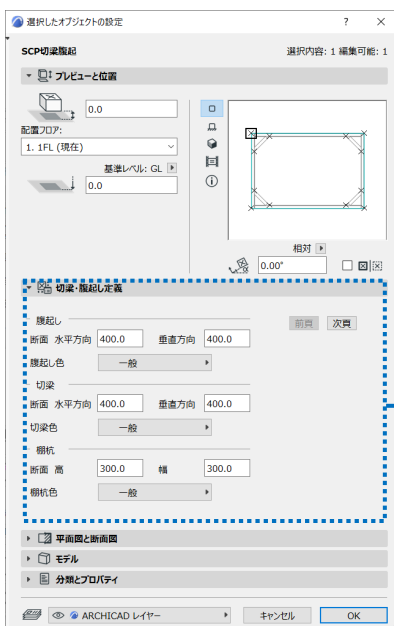 選択したオブジェクトの設定 ? ×
SCP切梁腹起 選択内容: 1 編集可能: 1
プレビューと位置
0.0
配置フロア:
1. 1FL (現在)
基準レベル: GL
0.0
相対
α 0.00°
切梁・腹起し定義
腹起し 前頁 次頁
断面 水平方向 400.0 垂直方向 400.0
腹起し色 一般
切梁
断面 水平方向 400.0 垂直方向 400.0
切梁色 一般
棚杭
断面 高 300.0 幅 300.0
棚杭色 一般
平面図と断面図
モデル
分類とプロパティ
ARCHICAD レイヤー キャンセル OK